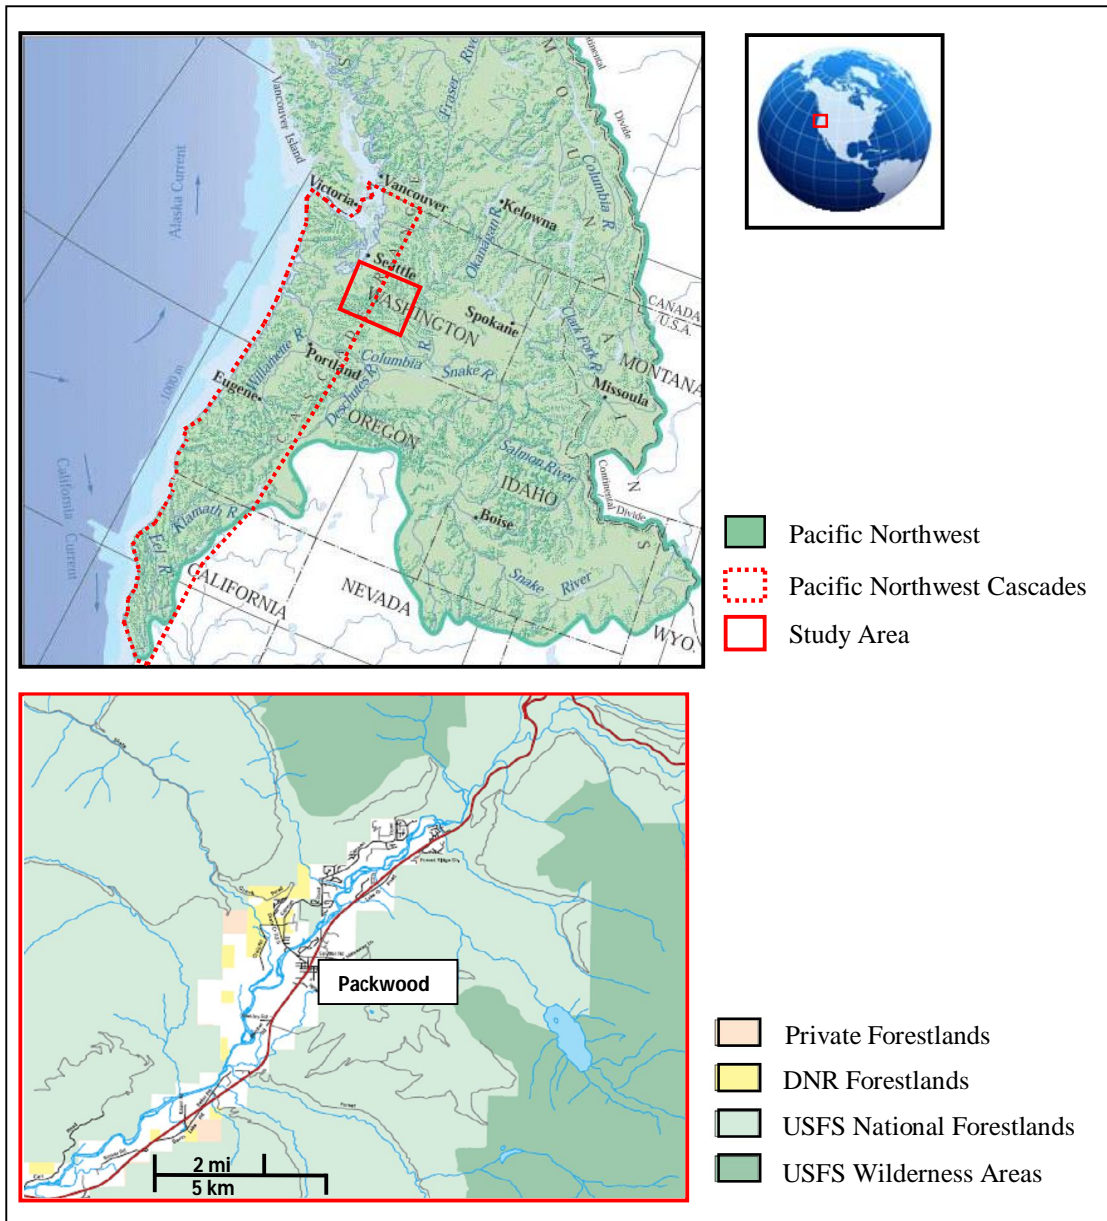 Vancouver Island
Fraser River
M O U N T A I N S
Continental
Divide
Columbia R.
Alaska Current
Victoria
Vancouver
Kelowna
Okanagan R.
Seattle
WASHINGTON
Spokane
CANADA
U.S.A.
Clark Fork R.
MONTANA
Missoula
Columbia R.
Snake R.
Portland
Willamette R.
Deschutes R.
Eugene
1000 m
OREGON
Salmon River
IDAHO
Continental Divide
Boise
California Current
Klamath R.
Eel R.
CALIFORNIA
NEVADA
Snake River
WYO.
Pacific Northwest
Pacific Northwest Cascades
Study Area
Packwood
2 mi
5 km
Private Forestlands
DNR Forestlands
USFS National Forestlands
USFS Wilderness Areas